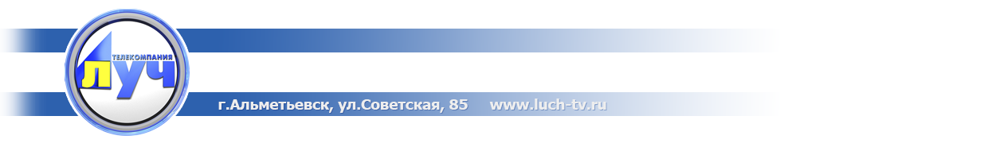 ТЕЛЕКОМПАНИЯ
луч
г.Альметьевск, ул.Советская, 85 www.luch-tv.ru